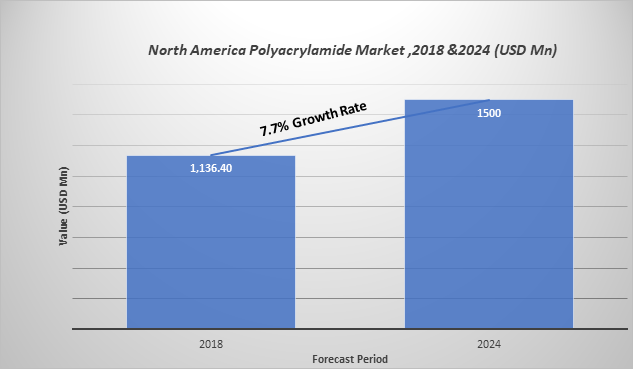 North America Polyacrylamide Market ,2018 &2024 (USD Mn)
7.7% Growth Rate
1500
1,136.40
Value (USD Mn)
2018
2024
Forecast Period